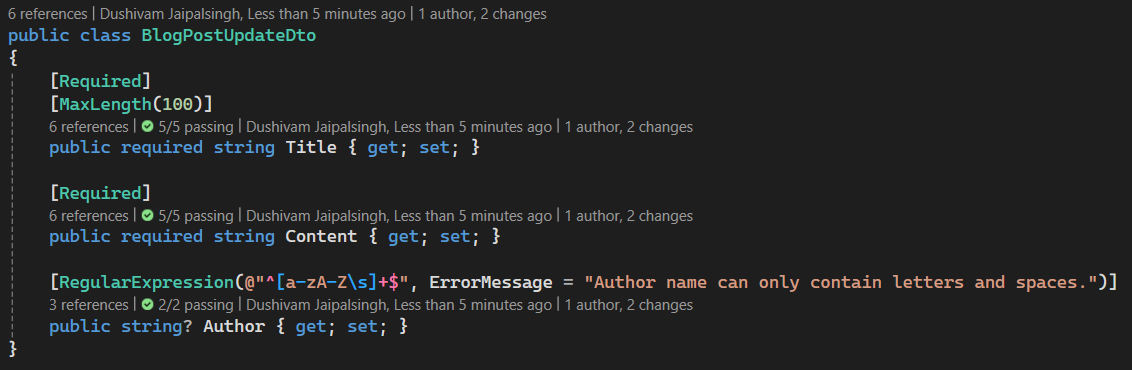 6 references | Dushivam Jaipalsingh, Less than 5 minutes ago | 1 author, 2 changes
public class BlogPostUpdateDto
{
[Required]
[MaxLength(100)]
6 references | 5/5 passing | Dushivam Jaipalsingh, Less than 5 minutes ago | 1 author, 2 changes
public required string Title { get; set; }
[Required]
6 references | 5/5 passing | Dushivam Jaipalsingh, Less than 5 minutes ago | 1 author, 2 changes
public required string Content { get; set; }
[RegularExpression(@"^[a-zA-Z\s]+$", ErrorMessage = "Author name can only contain letters and spaces.")]
3 references | 2/2 passing | Dushivam Jaipalsingh, Less than 5 minutes ago | 1 author, 2 changes
public string? Author { get; set; }
}